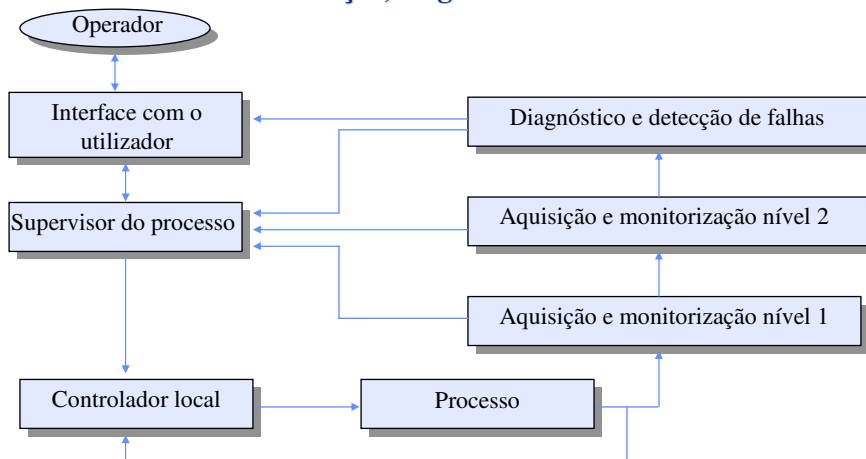 Operador
Interface com o
utilizador
Diagnóstico e detecção de falhas
Supervisor do processo
Aquisição e monitorização nível 2
Aquisição e monitorização nível 1
Controlador local
Processo